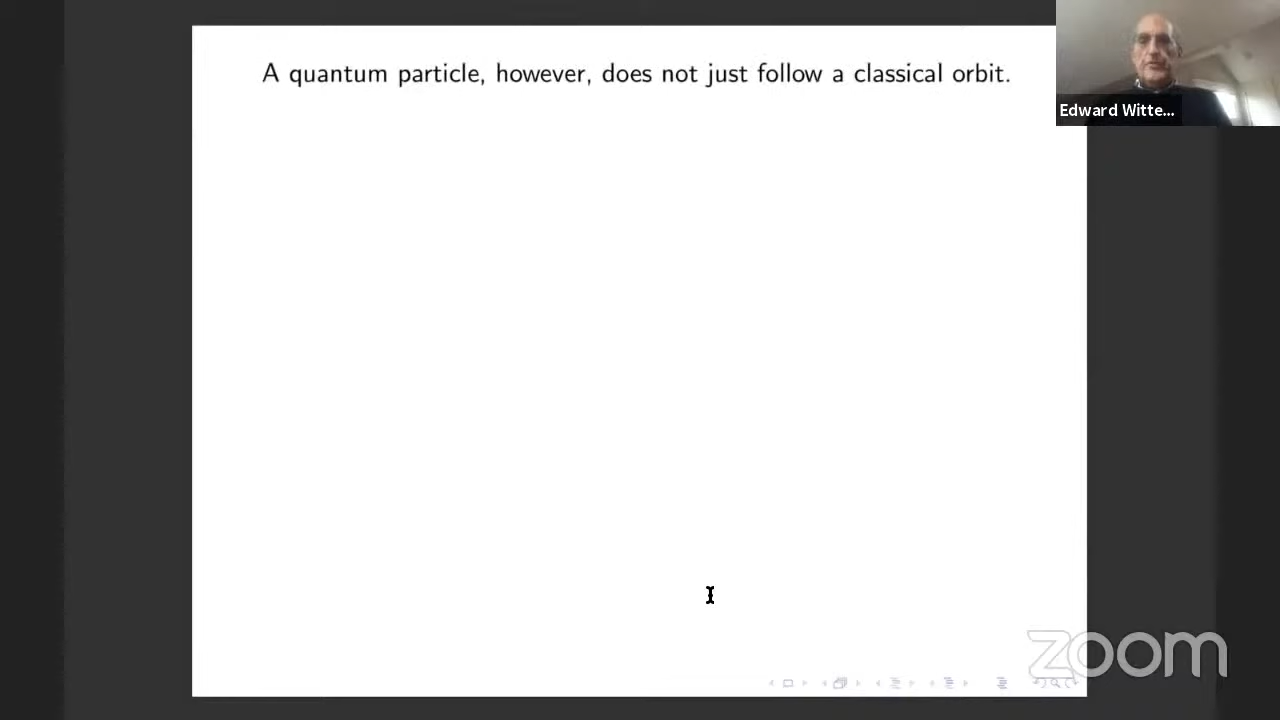 A quantum particle, however, does not just follow a classical orbit.
Edward Witte...
zoom